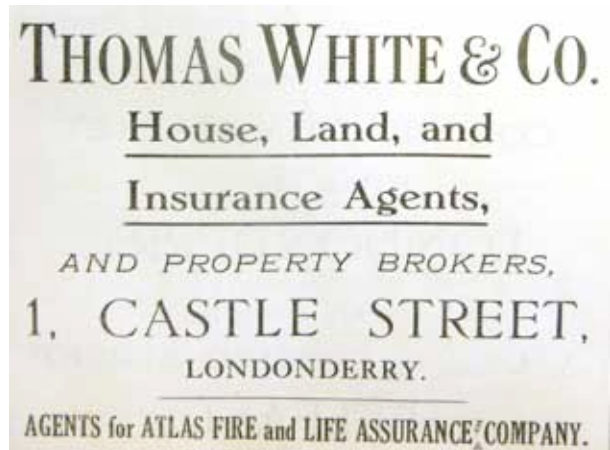 THOMAS WHITE & CO.
House, Land, and
Insurance Agents,
AND PROPERTY BROKERS,
1, CASTLE STREET,
LONDONDERRY.
AGENTS for ATLAS FIRE and LIFE ASSURANCE COMPANY.